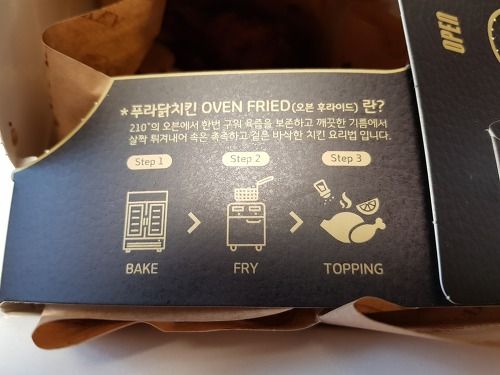 OPEN
*푸라닭치킨 OVEN FRIED(오븐 후라이드) 란?
210°의 오븐에서 한번 구워 육즙을 보존하고 깨끗한 기름에서
살짝 튀겨내어 속은 촉촉하고 겉은 바삭한 치킨 요리법 입니다.
Step 1 Step 2 Step 3
BAKE FRY TOPPING